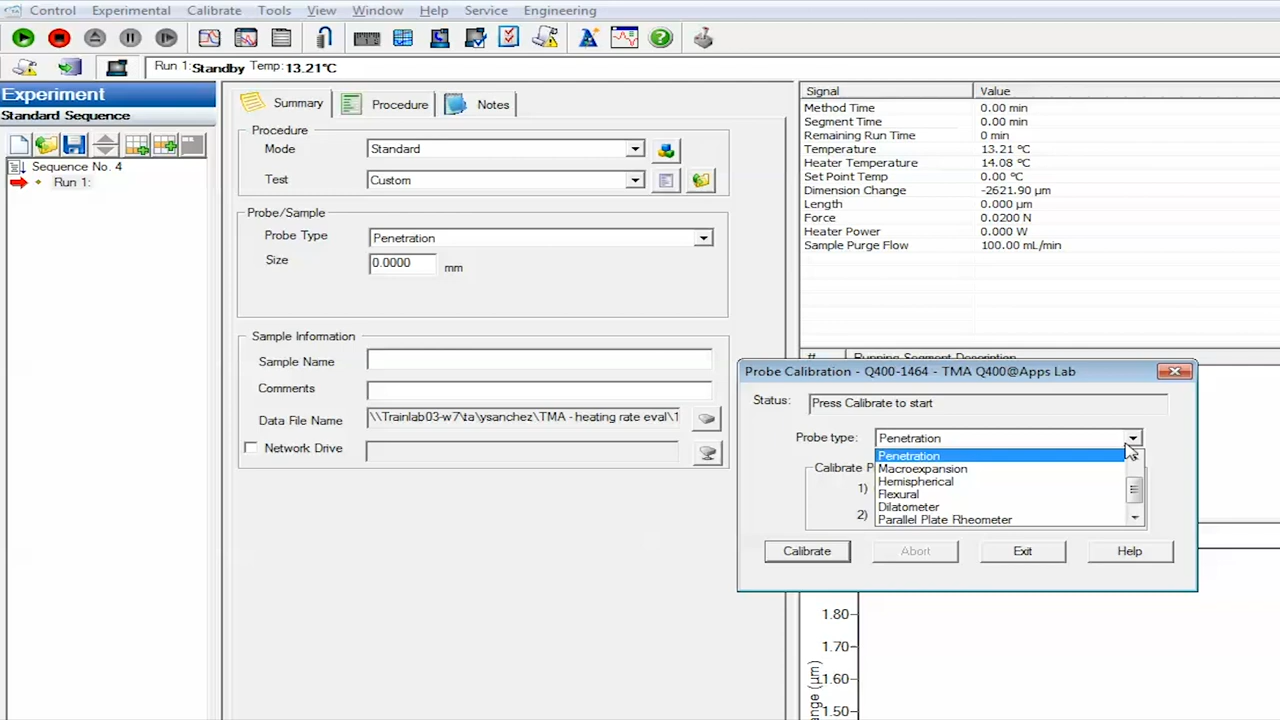 Control Experimental Calibrate Tools View Window Help Service Engineering
Run 1: Standby Temp: 13.21°C
Experiment
Standard Sequence
Sequence No. 4
Run 1:
Summary Procedure Notes
Procedure
Mode Standard
Test Custom
Probe/Sample
Probe Type Penetration
Size 0.0000 mm
Sample Information
Sample Name
Comments
Data File Name \\Trainlab03-w7\ta\ysanchez\TMA - heating rate eval\1
Network Drive
Signal Value
Method Time 0.00 min
Segment Time 0.00 min
Remaining Run Time 0 min
Temperature 13.21 °C
Heater Temperature 14.08 °C
Set Point Temp 0.00 °C
Dimension Change -2621.90 µm
Length 0.000 µm
Force 0.0200 N
Heater Power 0.000 W
Sample Purge Flow 100.00 mL/min
# Running Segment Description
Probe Calibration - Q400-1464 - TMA Q400@Apps Lab
Status: Press Calibrate to start
Probe type: Penetration
Penetration
Macroexpansion
Hemispherical
Flexural
Dilatometer
Parallel Plate Rheometer
Calibrate P
1)
2)
Calibrate Abort Exit Help
1.80
1.70
1.60
1.50
(µm)